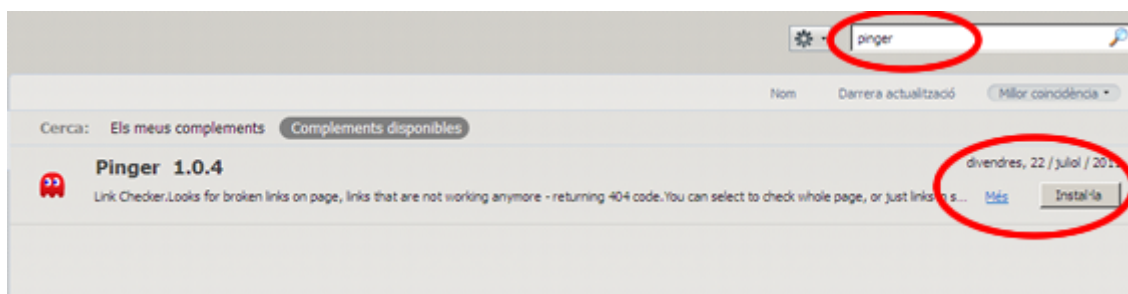 pinger
Nom Darrera actualització Millor coincidència
Cerca: Els meus complements Complements disponibles
Pinger 1.0.4 divendres, 22 / juliol / 2011
Link Checker.Looks for broken links on page, links that are not working anymore - returning 404 code.You can select to check whole page, or just links in s... Més Instal·la